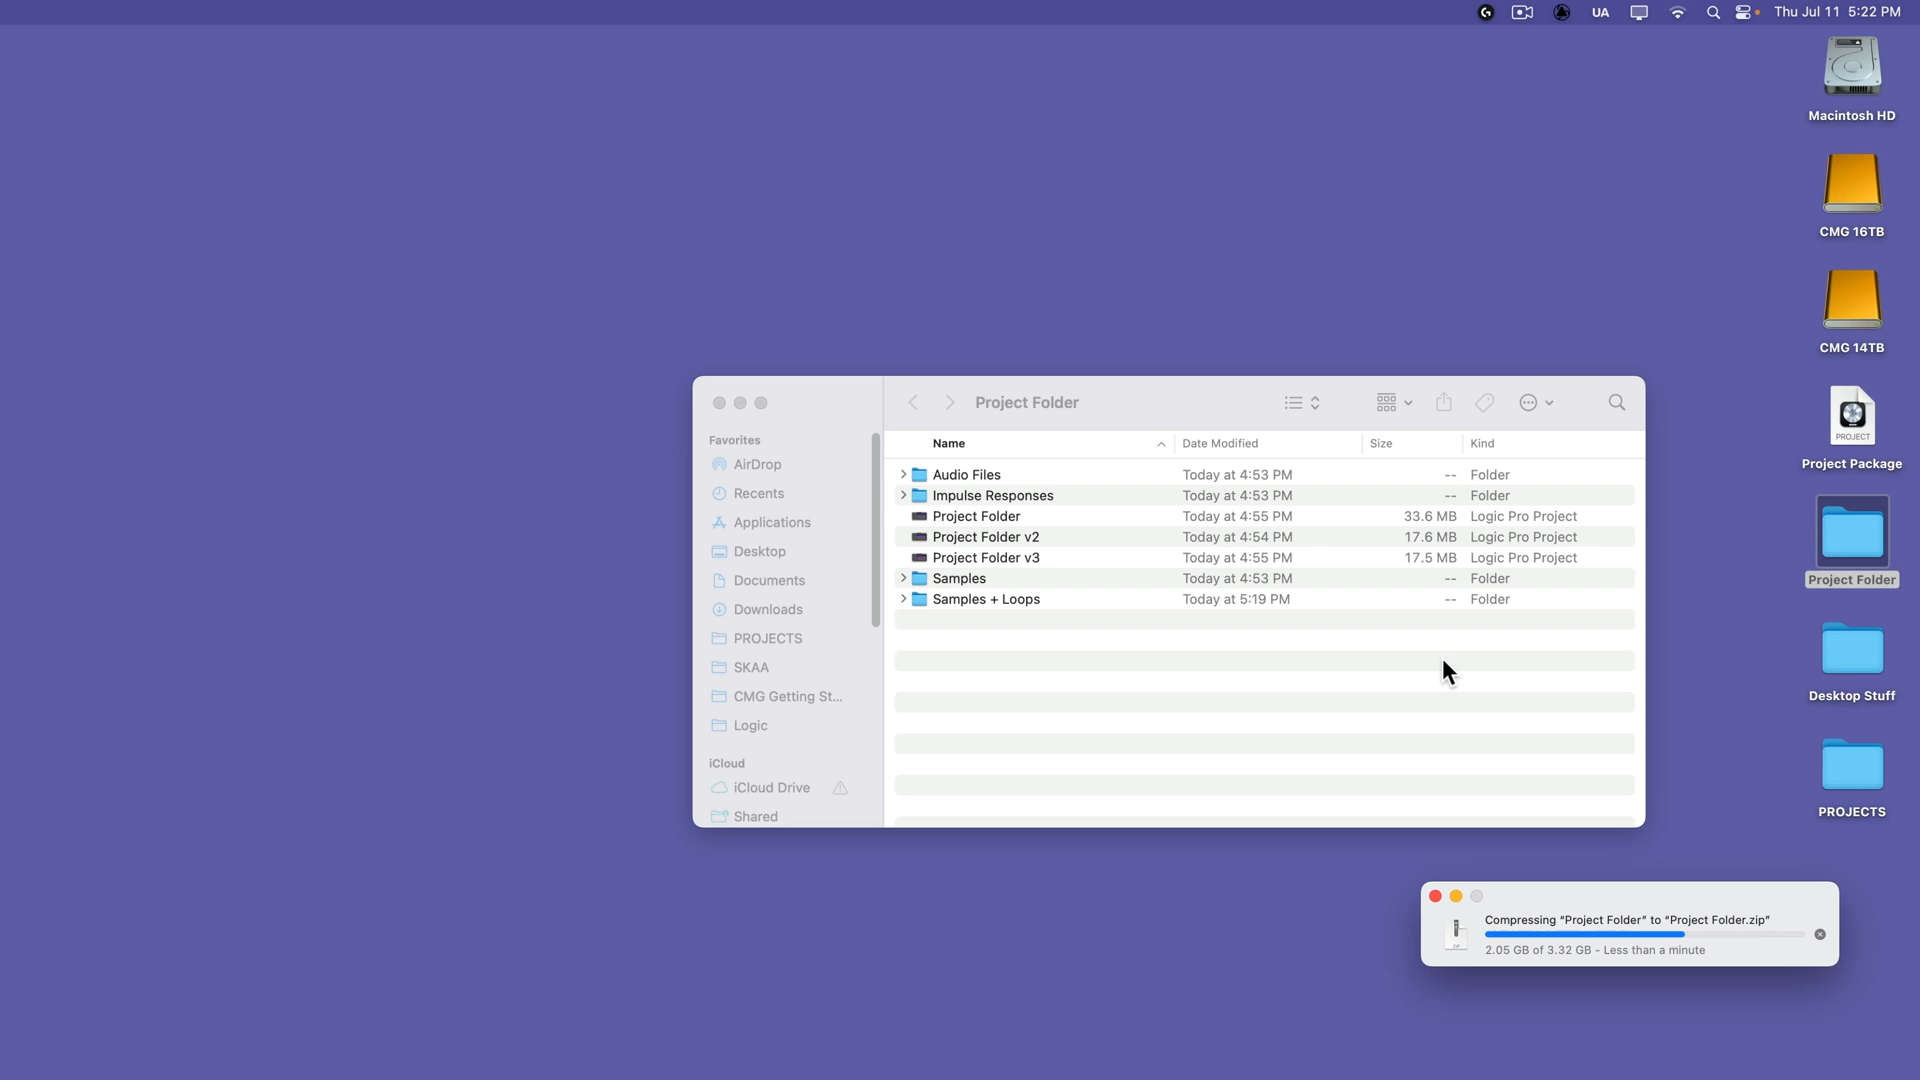 UA
Thu Jul 11 5:22 PM
Macintosh HD
CMG 16TB
CMG 14TB
PROJECT
Project Package
Project Folder
Desktop Stuff
PROJECTS
Project Folder
Favorites
AirDrop
Recents
Applications
Desktop
Documents
Downloads
PROJECTS
SKAA
CMG Getting St...
Logic
iCloud
iCloud Drive
Shared
Name Date Modified Size Kind
Audio Files Today at 4:53 PM -- Folder
Impulse Responses Today at 4:53 PM -- Folder
Project Folder Today at 4:55 PM 33.6 MB Logic Pro Project
Project Folder v2 Today at 4:54 PM 17.6 MB Logic Pro Project
Project Folder v3 Today at 4:55 PM 17.5 MB Logic Pro Project
Samples Today at 4:53 PM -- Folder
Samples + Loops Today at 5:19 PM -- Folder
Compressing “Project Folder” to “Project Folder.zip”
ZIP
2.05 GB of 3.32 GB - Less than a minute